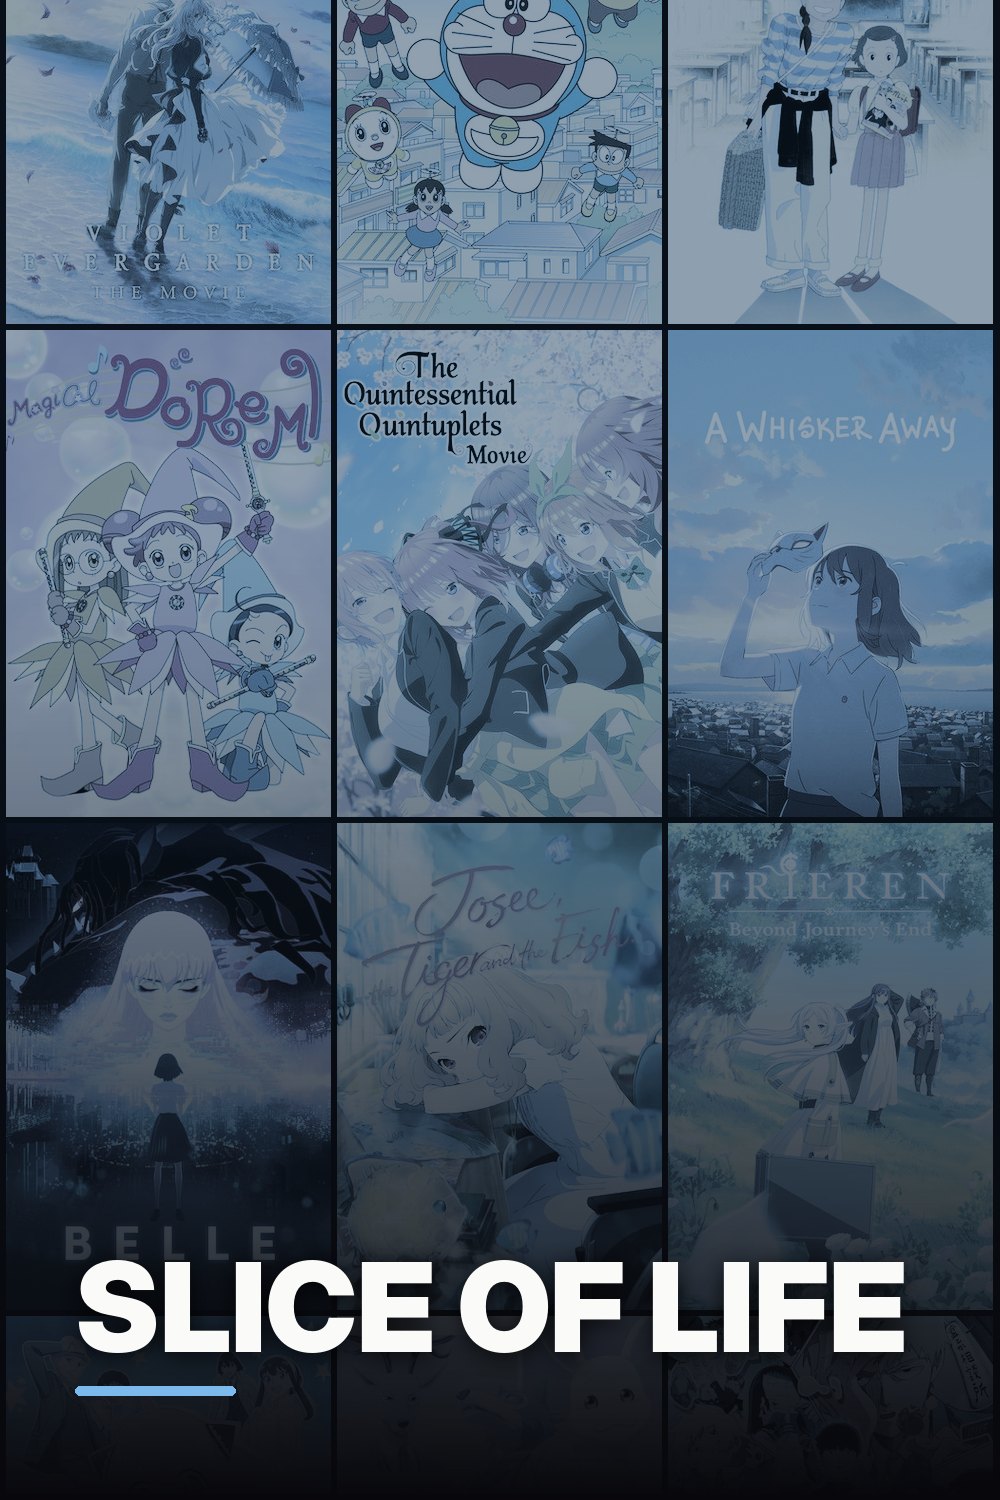 VIOLET
EVERGARDEN
THE MOVIE
MagiCal
DoReMi
The
Quintessential
Quintuplets
Movie
A WHISKER AWAY
BELLE
Josee,
the Tiger and the Fish
FRIEREN
Beyond Journey's End
SLICE OF LIFE